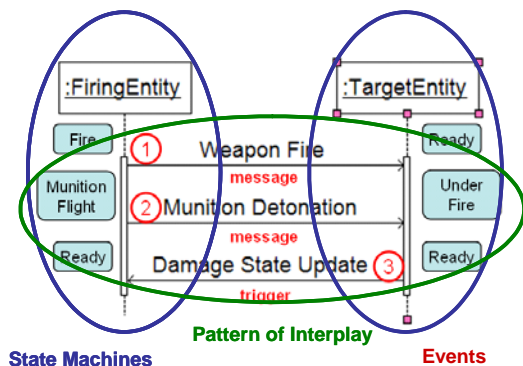 :FiringEntity
:TargetEntity
Fire
Ready
1
Weapon Fire
message
Munition
Flight
Under
Fire
2
Munition Detonation
message
Ready
Damage State Update
3
Ready
trigger
Pattern of Interplay
State Machines
Events